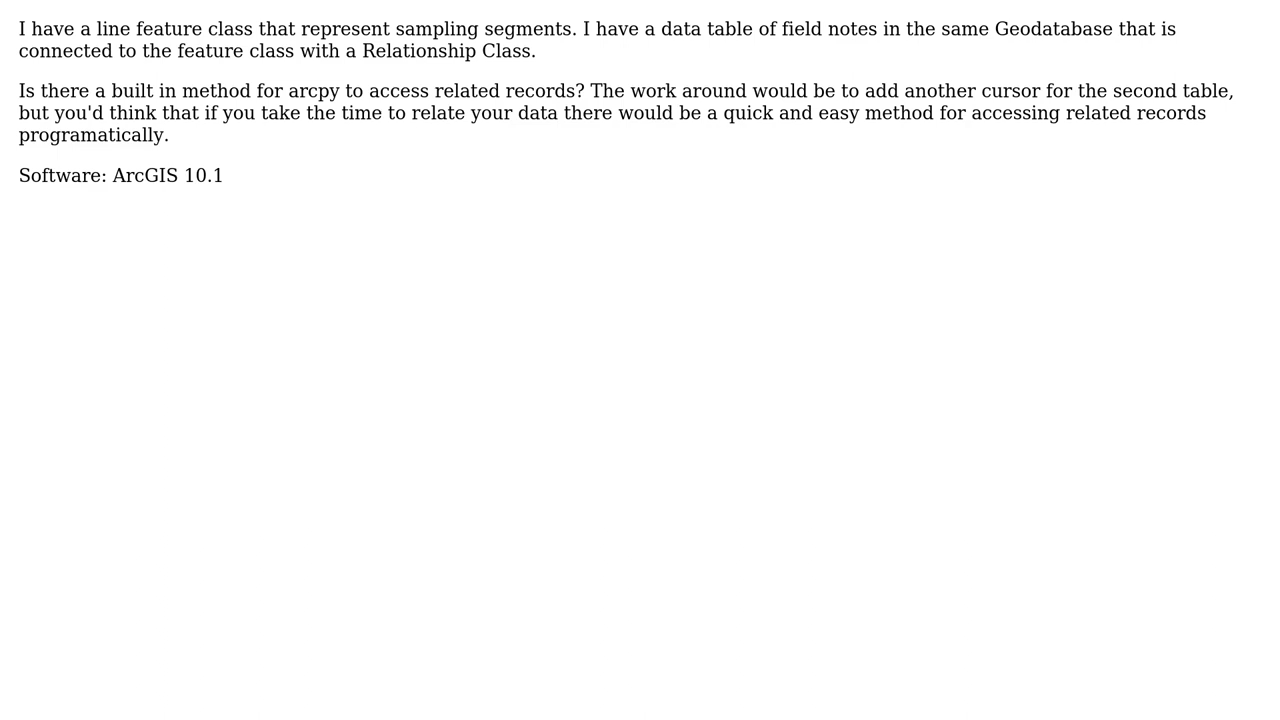 I have a line feature class that represent sampling segments. I have a data table of field notes in the same Geodatabase that is
connected to the feature class with a Relationship Class.
Is there a built in method for arcpy to access related records? The work around would be to add another cursor for the second table,
but you'd think that if you take the time to relate your data there would be a quick and easy method for accessing related records
programatically.
Software: ArcGIS 10.1